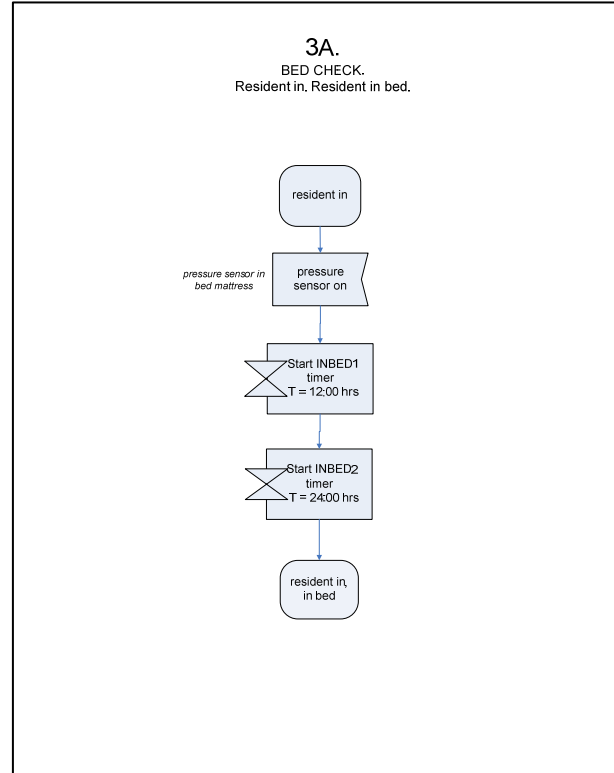 3A.
BED CHECK.
Resident in. Resident in bed.
resident in
pressure sensor in
bed mattress
pressure
sensor on
Start INBED1
timer
T = 12:00 hrs
Start INBED2
timer
T = 24:00 hrs
resident in,
in bed